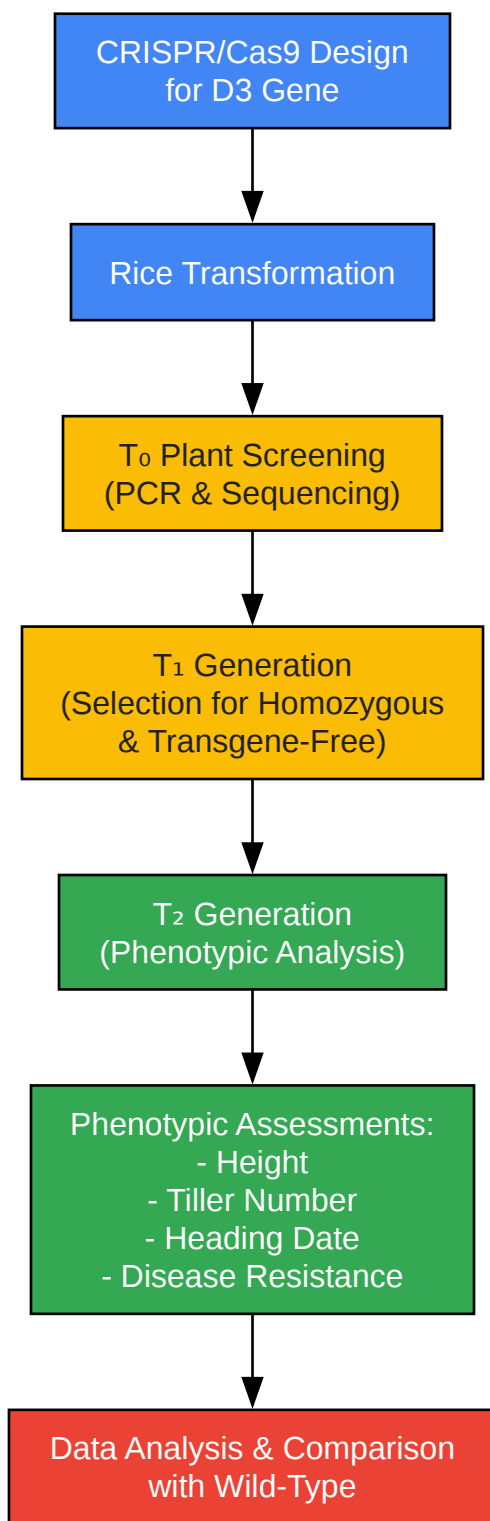 CRISPR/Cas9 Design
for D3 Gene
Rice Transformation
T₀ Plant Screening
(PCR & Sequencing)
T₁ Generation
(Selection for Homozygous
& Transgene-Free)
T₂ Generation
(Phenotypic Analysis)
Phenotypic Assessments:
- Height
- Tiller Number
- Heading Date
- Disease Resistance
Data Analysis & Comparison
with Wild-Type